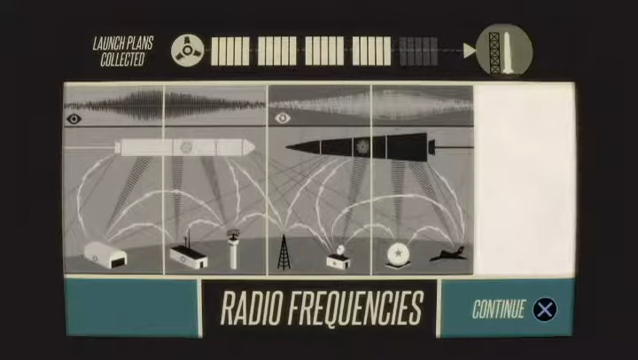 LAUNCH PLANS
COLLECTED
RADIO FREQUENCIES
CONTINUE